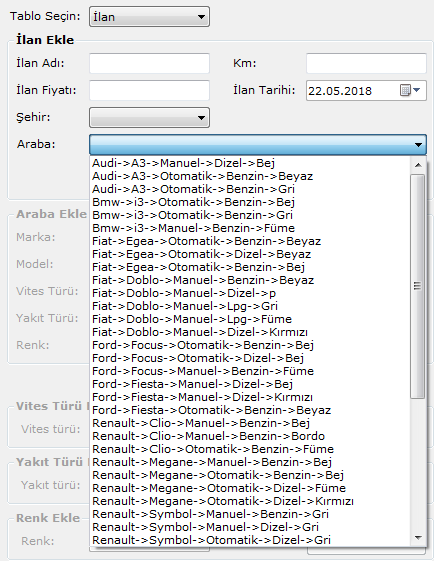 Tablo Seçin: İlan
İlan Ekle
İlan Adı: Km:
İlan Fiyatı: İlan Tarihi: 22.05.2018
Şehir:
Araba:
Audi->A3->Manuel->Dizel->Bej
Audi->A3->Otomatik->Benzin->Beyaz
Audi->A3->Otomatik->Benzin->Gri
Bmw->i3->Otomatik->Benzin->Bej
Bmw->i3->Otomatik->Benzin->Gri
Bmw->i3->Manuel->Benzin->Füme
Araba Ekle
Fiat->Egea->Otomatik->Benzin->Beyaz
Marka:
Fiat->Egea->Otomatik->Dizel->Beyaz
Fiat->Egea->Otomatik->Benzin->Bej
Model:
Fiat->Doblo->Manuel->Benzin->Beyaz
Fiat->Doblo->Manuel->Dizel->p
Vites Türü:
Fiat->Doblo->Manuel->Lpg->Gri
Fiat->Doblo->Manuel->Lpg->Füme
Yakıt Türü:
Fiat->Doblo->Manuel->Dizel->Kırmızı
Ford->Focus->Otomatik->Benzin->Bej
Renk:
Ford->Focus->Otomatik->Dizel->Bej
Ford->Focus->Manuel->Benzin->Füme
Ford->Fiesta->Manuel->Dizel->Bej
Ford->Fiesta->Manuel->Dizel->Kırmızı
Vites Türü
Ford->Fiesta->Otomatik->Benzin->Beyaz
Renault->Clio->Manuel->Benzin->Bej
Vites türü:
Renault->Clio->Manuel->Benzin->Bordo
Renault->Clio->Otomatik->Benzin->Füme
Yakıt Türü
Renault->Megane->Manuel->Benzin->Bej
Renault->Megane->Otomatik->Benzin->Bej
Yakıt türü:
Renault->Megane->Otomatik->Dizel->Füme
Renault->Megane->Otomatik->Dizel->Kırmızı
Renk Ekle
Renault->Symbol->Manuel->Benzin->Gri
Renault->Symbol->Manuel->Dizel->Gri
Renk:
Renault->Symbol->Otomatik->Dizel->Gri